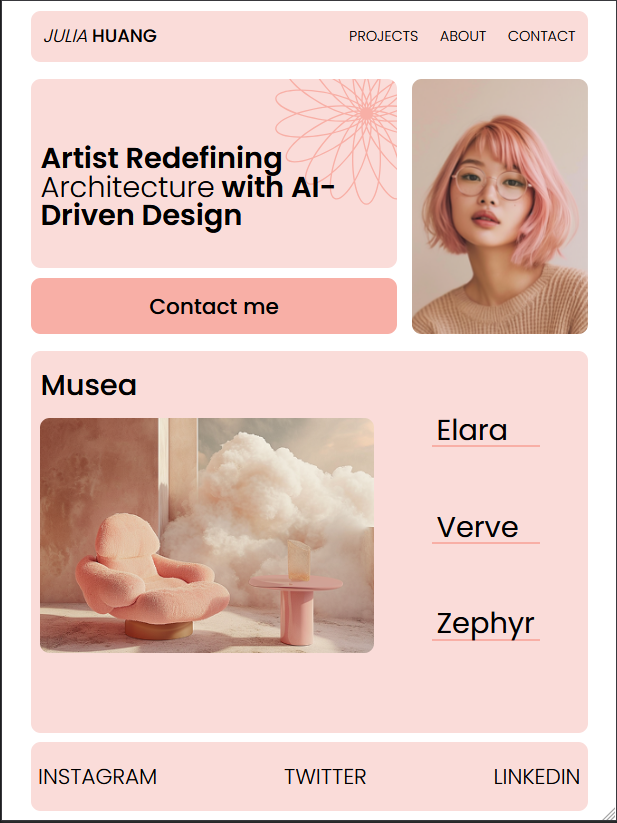 JULIA HUANG
PROJECTS ABOUT CONTACT
Artist Redefining
Architecture with AI-
Driven Design
Contact me
Musea
Elara
Verve
Zephyr
INSTAGRAM TWITTER LINKEDIN